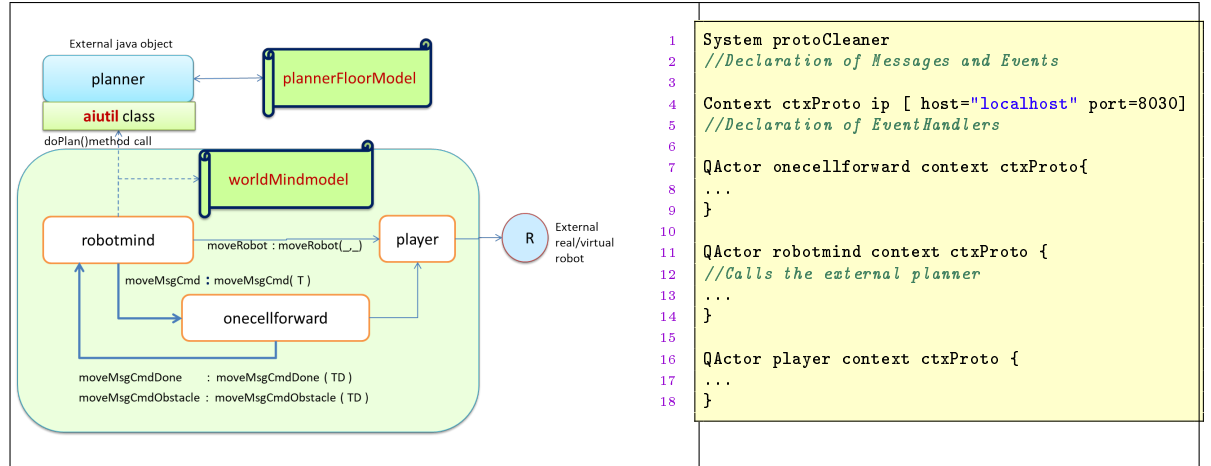 External java object
planner
plannerFloorModel
aiutil class
doPlan()method call
worldMindmodel
robotmind
moveRobot : moveRobot(_,_)
player
R
External
real/virtual
robot
moveMsgCmd : moveMsgCmd( T )
onecellforward
moveMsgCmdDone : moveMsgCmdDone ( TD )
moveMsgCmdObstacle : moveMsgCmdObstacle ( TD )
1 System protoCleaner
2 //Declaration of Messages and Events
3
4 Context ctxProto ip [ host="localhost" port=8030]
5 //Declaration of EventHandlers
6
7 QActor onecellforward context ctxProto{
8 ...
9 }
10
11 QActor robotmind context ctxProto {
12 //Calls the external planner
13 ...
14 }
15
16 QActor player context ctxProto {
17 ...
18 }